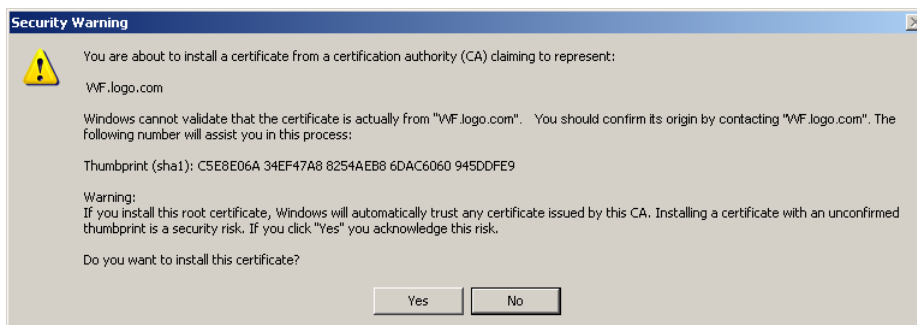 Security Warning
You are about to install a certificate from a certification authority (CA) claiming to represent:
WF.logo.com
Windows cannot validate that the certificate is actually from "WF.logo.com". You should confirm its origin by contacting "WF.logo.com". The
following number will assist you in this process:
Thumbprint (sha1): C5E8E06A 34EF47A8 8254AEB8 6DAC6060 945DDFE9
Warning:
If you install this root certificate, Windows will automatically trust any certificate issued by this CA. Installing a certificate with an unconfirmed
thumbprint is a security risk. If you click "Yes" you acknowledge this risk.
Do you want to install this certificate?
Yes No